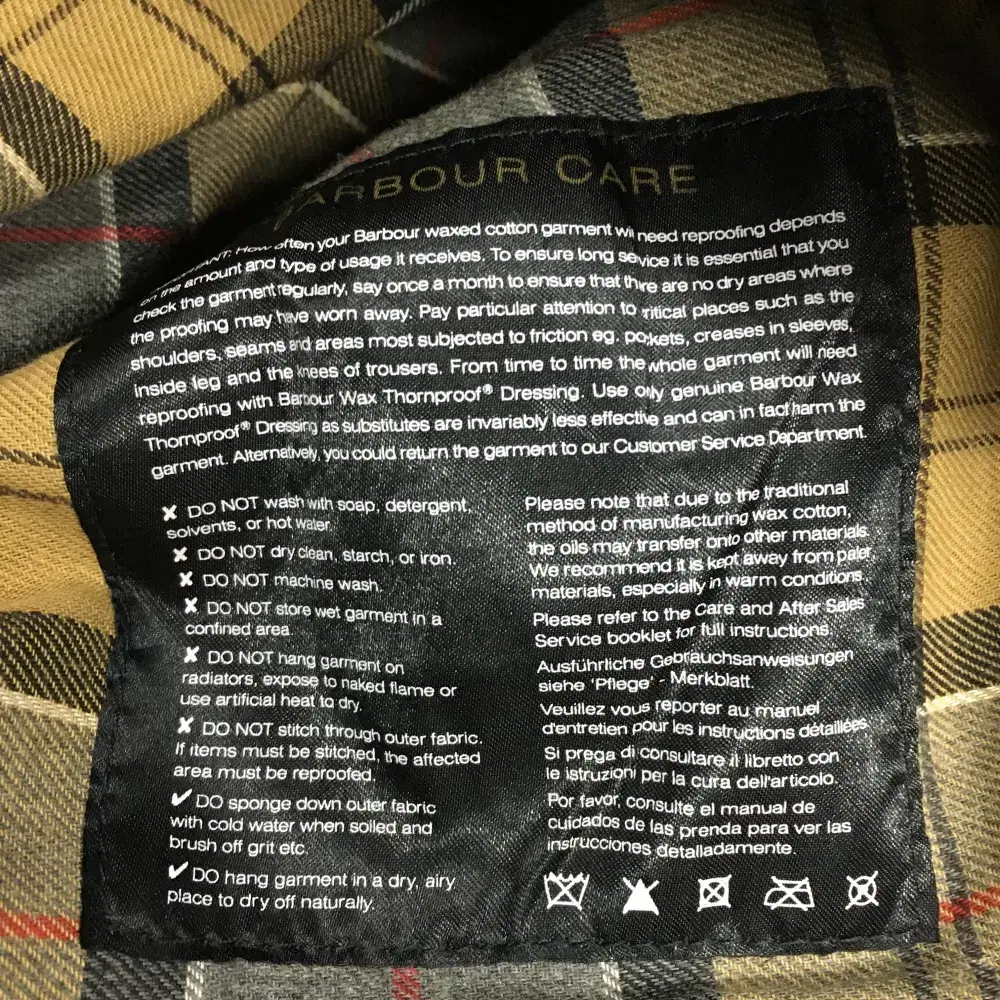 BARBOUR CARE
How often your Barbour waxed cotton garment will need reproofing depends
on the amount and type of usage it receives. To ensure long service it is essential that you
check the garment regularly, say once a month to ensure that there are no dry areas where
the proofing may have worn away. Pay particular attention to critical places such as the
shoulders, seams and areas most subjected to friction eg. pockets, creases in sleeves,
inside leg and the knees of trousers. From time to time the whole garment will need
reproofing with Barbour Wax Thornproof® Dressing. Use only genuine Barbour Wax
Thornproof® Dressing as substitutes are invariably less effective and can in fact harm the
garment. Alternatively, you could return the garment to our Customer Service Department.
✘ DO NOT wash with soap, detergent,
solvents, or hot water.
✘ DO NOT dry clean, starch, or iron.
✘ DO NOT machine wash.
✘ DO NOT store wet garment in a
confined area.
✘ DO NOT hang garment on
radiators, expose to naked flame or
use artificial heat to dry.
✘ DO NOT stitch through outer fabric.
If items must be stitched, the affected
area must be reproofed.
✔ DO sponge down outer fabric
with cold water when soiled and
brush off grit etc.
✔ DO hang garment in a dry, airy
place to dry off naturally.
Please note that due to the traditional
method of manufacturing wax cotton,
the oils may transfer onto other materials.
We recommend it is kept away from paler
materials, especially in warm conditions.
Please refer to the Care and After Sales
Service booklet for full instructions.
Ausführliche Gebrauchsanweisungen
siehe 'Pflege' - Merkblatt.
Veuillez vous reporter au manuel
d'entretien pour les instructions détaillées.
Si prega di consultare il libretto con
le istruzioni per la cura dell'articolo.
Por favor, consulte el manual de
cuidados de las prenda para ver las
instrucciones detalladamente.